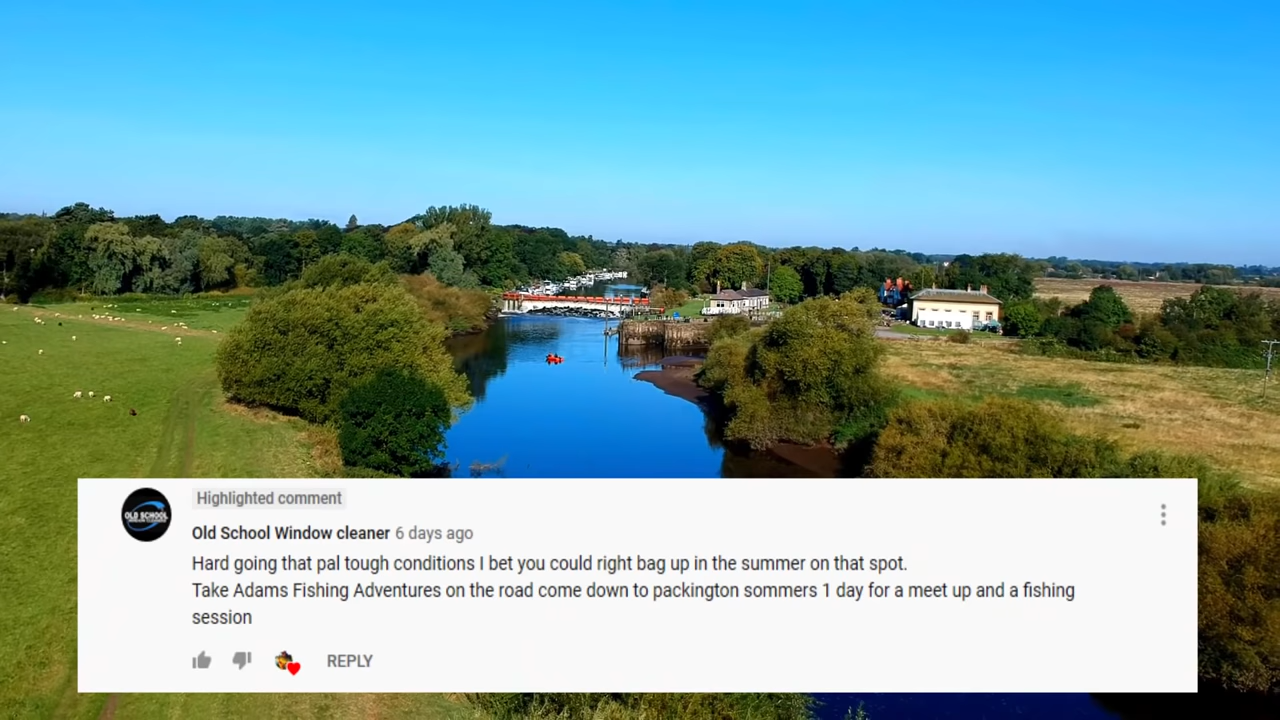 Highlighted comment
OLD SCHOOL
Old School Window cleaner 6 days ago
Hard going that pal tough conditions I bet you could right bag up in the summer on that spot.
Take Adams Fishing Adventures on the road come down to packington sommers 1 day for a meet up and a fishing
session
REPLY